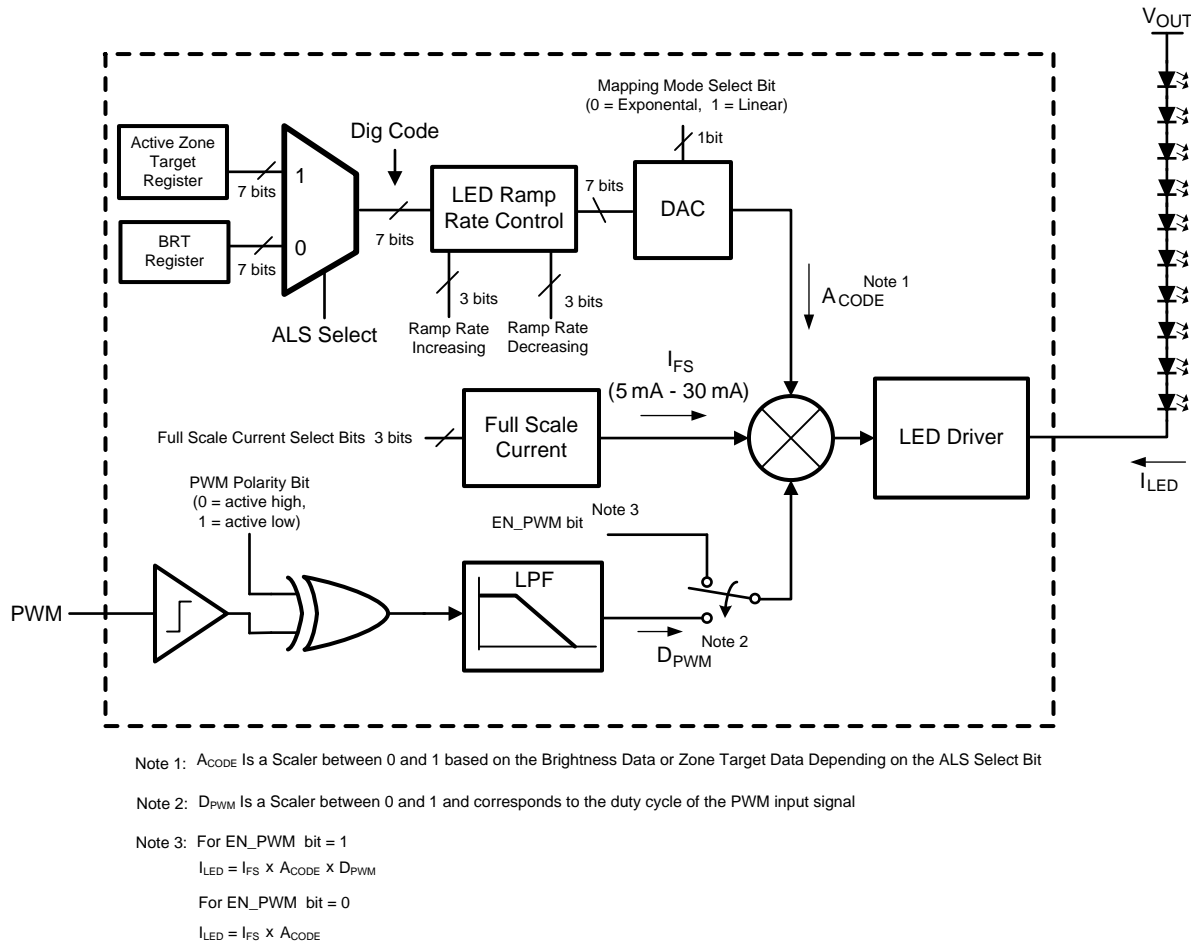 VOUT
Mapping Mode Select Bit
(0 = Exponential, 1 = Linear)
1bit
Active Zone
Target
Register
7 bits
1
Dig Code
7 bits
LED Ramp
Rate Control
7 bits
DAC
BRT
Register
7 bits
0
3 bits
3 bits
ALS Select
Ramp Rate
Increasing
Ramp Rate
Decreasing
ACODE Note 1
IFS
(5 mA - 30 mA)
Full Scale Current Select Bits 3 bits
Full Scale
Current
LED Driver
ILED
PWM Polarity Bit
(0 = active high,
1 = active low)
EN_PWM bit Note 3
PWM
LPF
DPWM Note 2
Note 1: ACODE Is a Scaler between 0 and 1 based on the Brightness Data or Zone Target Data Depending on the ALS Select Bit
Note 2: DPWM Is a Scaler between 0 and 1 and corresponds to the duty cycle of the PWM input signal
Note 3: For EN_PWM bit = 1
ILED = IFS x ACODE x DPWM
For EN_PWM bit = 0
ILED = IFS x ACODE